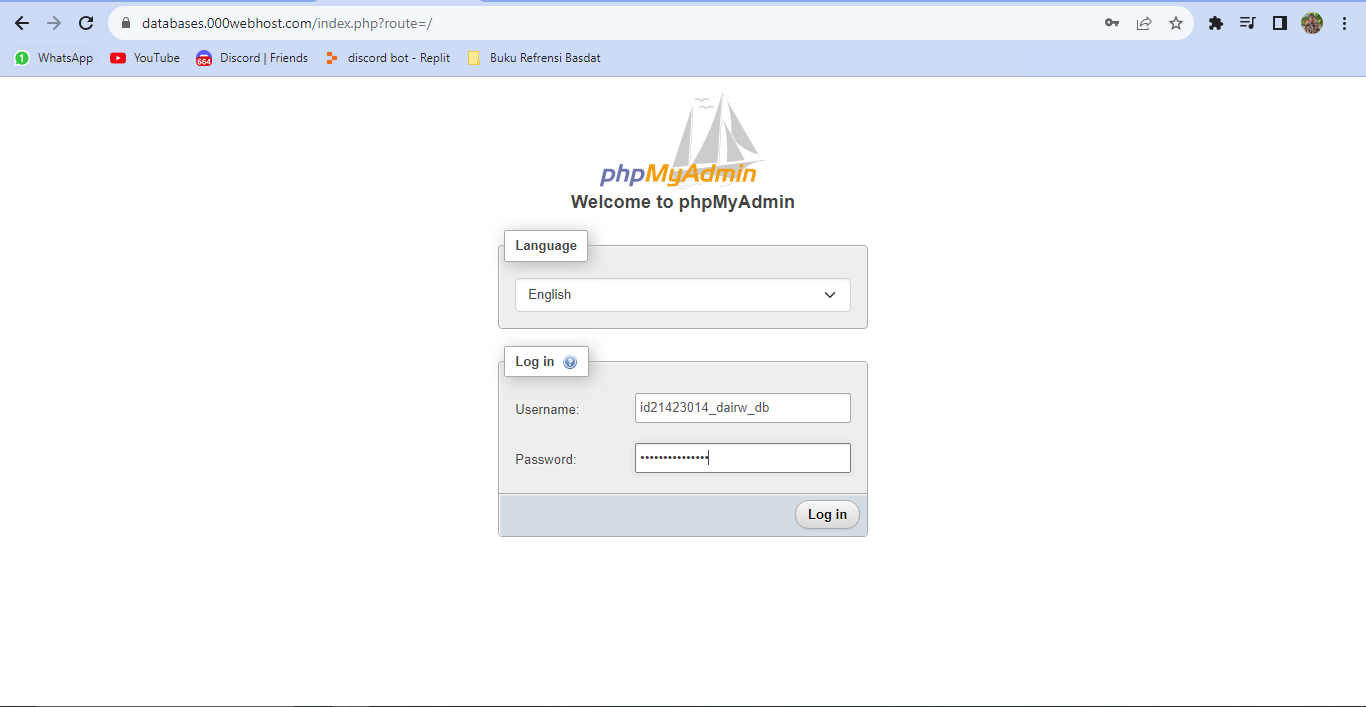 databases.000webhost.com/index.php?route=/
1 WhatsApp YouTube 664 Discord | Friends discord bot - Replit Buku Refrensi Basdat
phpMyAdmin
Welcome to phpMyAdmin
Language
English
Log in ?
Username: id21423014_dairw_db
Password: •••••••••••••••
Log in